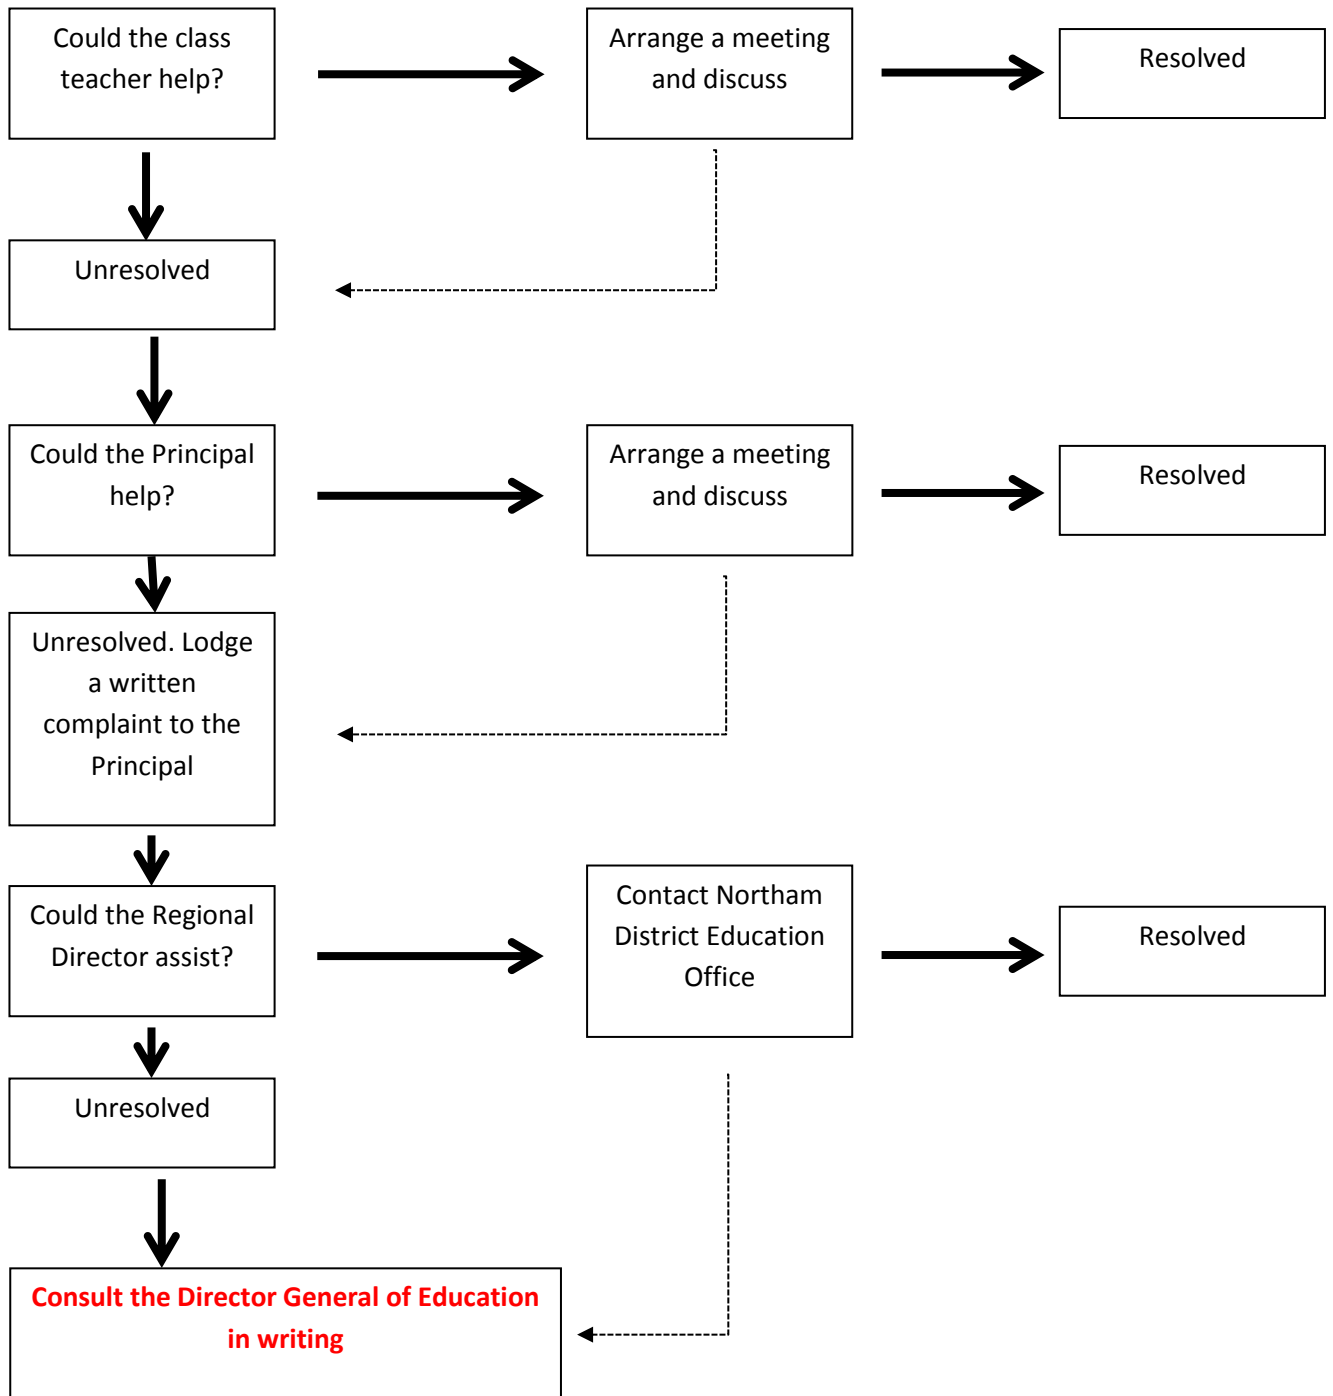 Could the class
teacher help?
Arrange a meeting
and discuss
Resolved
Unresolved
Could the Principal
help?
Arrange a meeting
and discuss
Resolved
Unresolved. Lodge
a written
complaint to the
Principal
Could the Regional
Director assist?
Contact Northam
District Education
Office
Resolved
Unresolved
Consult the Director General of Education
in writing